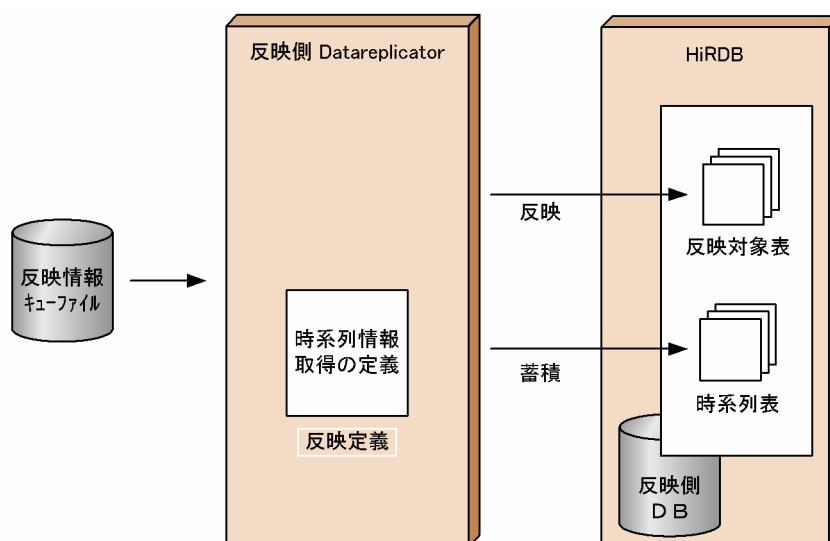 反映側 Datareplicator
HiRDB
反映
反映対象表
反映情報
キューファイル
時系列情報
取得の定義
蓄積
時系列表
反映定義
反映側
ＤＢ